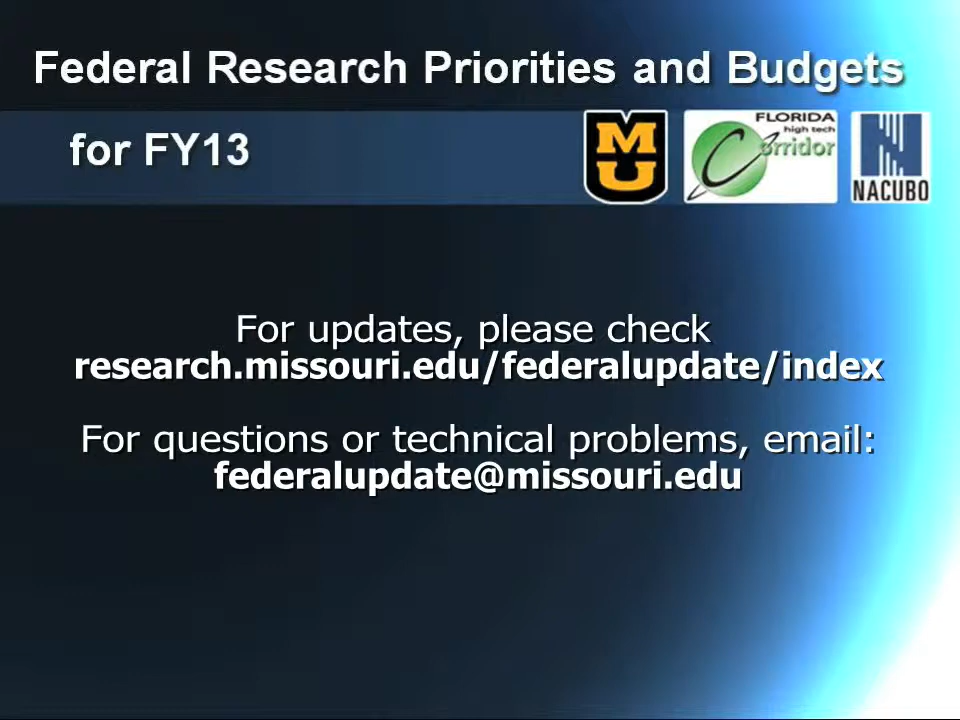 Federal Research Priorities and Budgets
for FY13
MU
FLORIDA
high tech
Corridor
NACUBO
For updates, please check
research.missouri.edu/federalupdate/index
For questions or technical problems, email:
federalupdate@missouri.edu